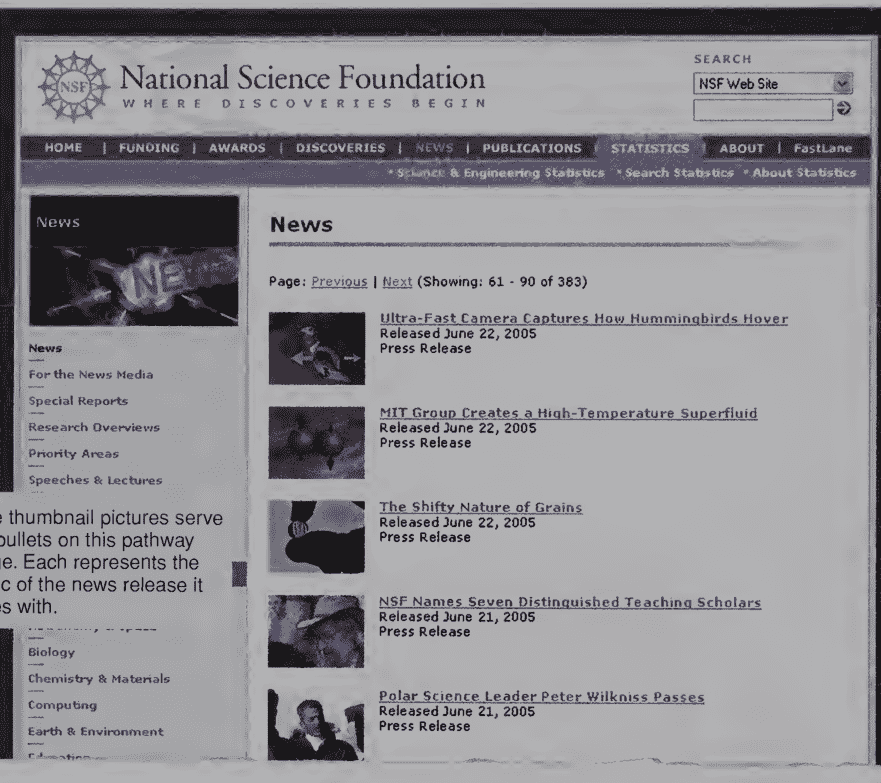 NSF
National Science Foundation
WHERE DISCOVERIES BEGIN
SEARCH
NSF Web Site
HOME | FUNDING | AWARDS | DISCOVERIES | NEWS | PUBLICATIONS | STATISTICS | ABOUT | FastLane
Science & Engineering Statistics Search Statistics About Statistics
News
NE
News
For the News Media
Special Reports
Research Overviews
Priority Areas
Speeches & Lectures
thumbnail pictures serve
bullets on this pathway
Each represents the
of the news release it
with.
Biology
Chemistry & Materials
Computing
Earth & Environment
Education
News
Page: Previous | Next (Showing: 61 - 90 of 383)
Ultra-Fast Camera Captures How Hummingbirds Hover
Released June 22, 2005
Press Release
MIT Group Creates a High-Temperature Superfluid
Released June 22, 2005
Press Release
The Shifty Nature of Grains
Released June 22, 2005
Press Release
NSF Names Seven Distinguished Teaching Scholars
Released June 21, 2005
Press Release
Polar Science Leader Peter Wilkniss Passes
Released June 21, 2005
Press Release